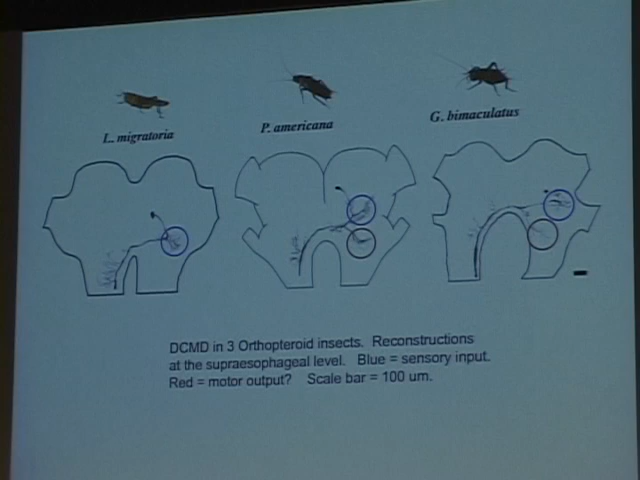 L. migratoria
P. americana
G. bimaculatus
DCMD in 3 Orthopteroid insects. Reconstructions
at the supraesophageal level. Blue = sensory input.
Red = motor output? Scale bar = 100 um.